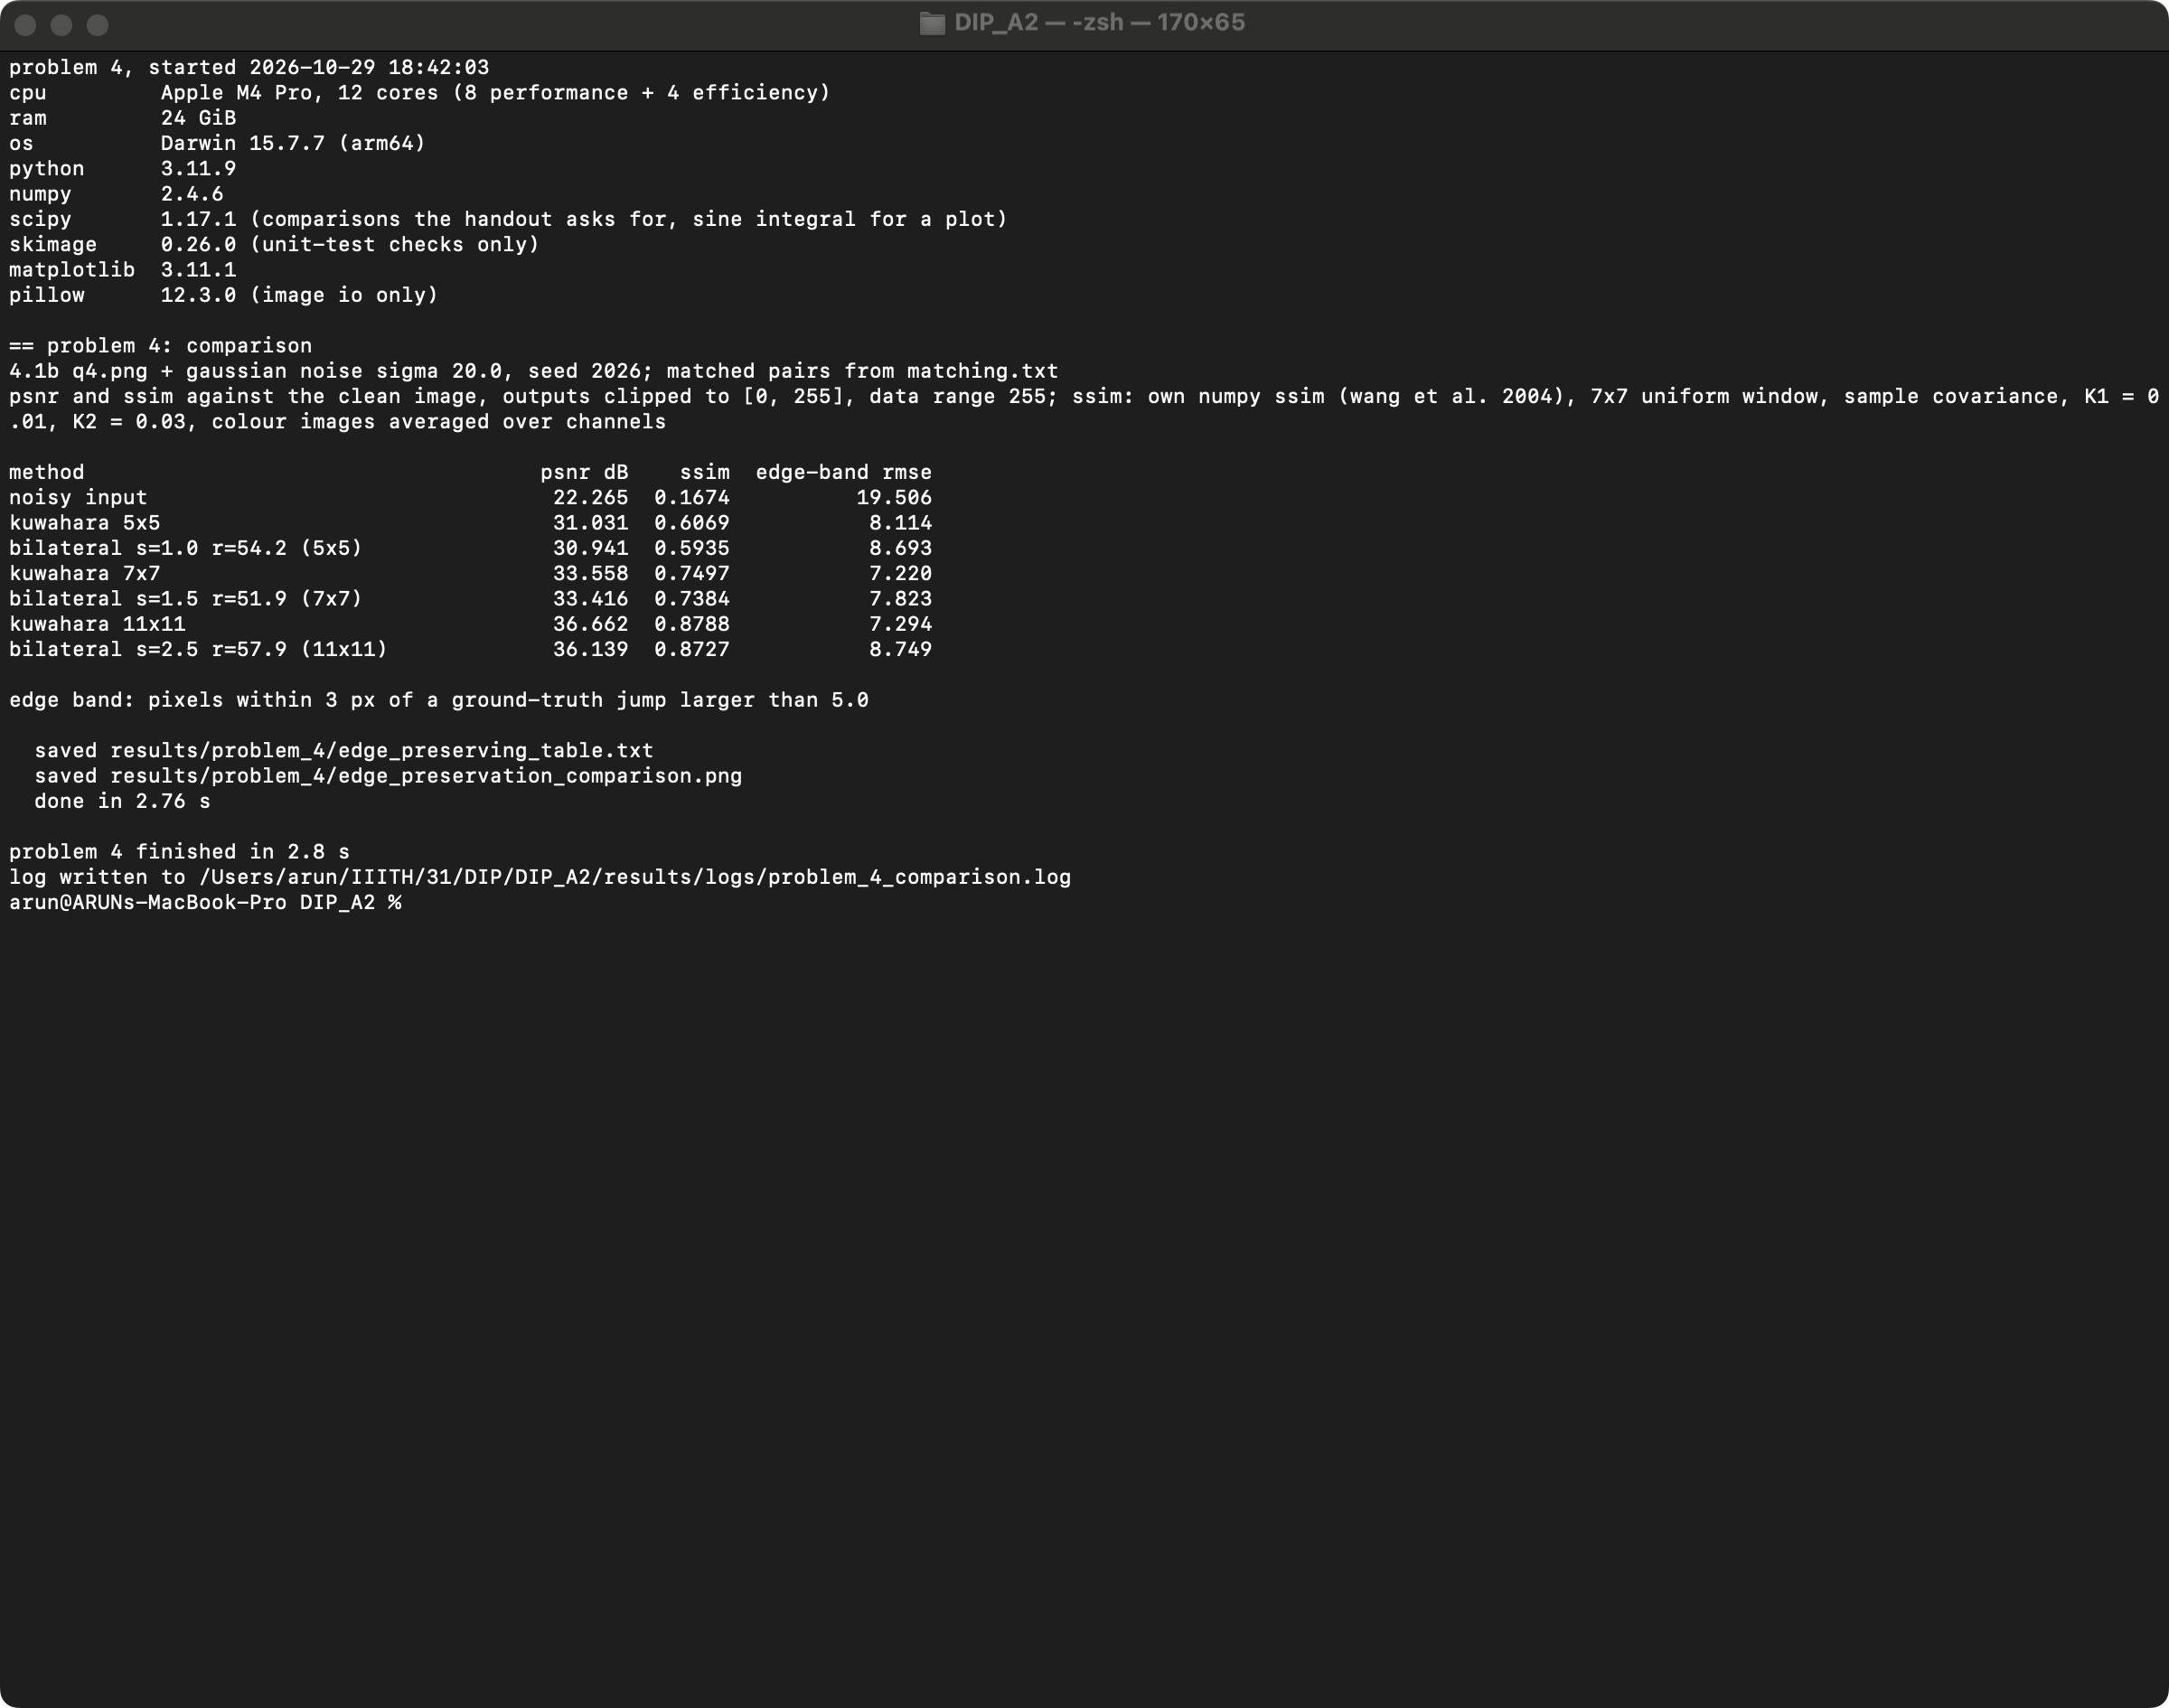 DIP_A2 — -zsh — 170×65
problem 4, started 2026-10-29 18:42:03
cpu         Apple M4 Pro, 12 cores (8 performance + 4 efficiency)
ram         24 GiB
os          Darwin 15.7.7 (arm64)
python      3.11.9
numpy       2.4.6
scipy       1.17.1 (comparisons the handout asks for, sine integral for a plot)
skimage     0.26.0 (unit-test checks only)
matplotlib  3.11.1
pillow      12.3.0 (image io only)
== problem 4: comparison
4.1b q4.png + gaussian noise sigma 20.0, seed 2026; matched pairs from matching.txt
psnr and ssim against the clean image, outputs clipped to [0, 255], data range 255; ssim: own numpy ssim (wang et al. 2004), 7x7 uniform window, sample covariance, K1 = 0
.01, K2 = 0.03, colour images averaged over channels
method                                    psnr dB    ssim  edge-band rmse
noisy input                                22.265  0.1674          19.506
kuwahara 5x5                               31.031  0.6069           8.114
bilateral s=1.0 r=54.2 (5x5)               30.941  0.5935           8.693
kuwahara 7x7                               33.558  0.7497           7.220
bilateral s=1.5 r=51.9 (7x7)               33.416  0.7384           7.823
kuwahara 11x11                             36.662  0.8788           7.294
bilateral s=2.5 r=57.9 (11x11)             36.139  0.8727           8.749
edge band: pixels within 3 px of a ground-truth jump larger than 5.0
  saved results/problem_4/edge_preserving_table.txt
  saved results/problem_4/edge_preservation_comparison.png
  done in 2.76 s
problem 4 finished in 2.8 s
log written to /Users/arun/IIITH/31/DIP/DIP_A2/results/logs/problem_4_comparison.log
arun@ARUNs-MacBook-Pro DIP_A2 %